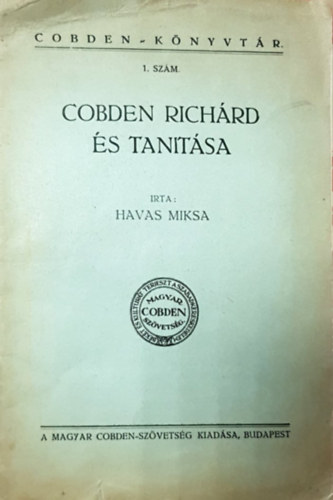 COBDEN-KÖNYVTÁR.
1. SZÁM.
COBDEN RICHÁRD
ÉS TANITÁSA
IRTA:
HAVAS MIKSA
MAGYAR
COBDEN
SZÖVETSÉG.
A MAGYAR COBDEN-SZÖVETSÉG KIADÁSA, BUDAPEST